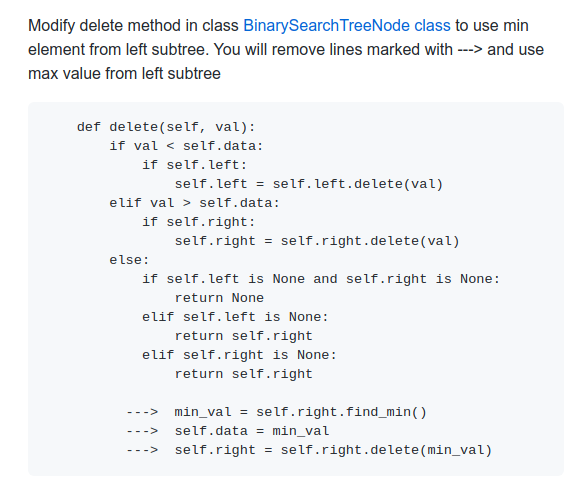 Modify delete method in class BinarySearchTreeNode class to use min
element from left subtree. You will remove lines marked with ---> and use
max value from left subtree
def delete(self, val):
    if val < self.data:
        if self.left:
            self.left = self.left.delete(val)
    elif val > self.data:
        if self.right:
            self.right = self.right.delete(val)
    else:
        if self.left is None and self.right is None:
            return None
        elif self.left is None:
            return self.right
        elif self.right is None:
            return self.right
      --->  min_val = self.right.find_min()
      --->  self.data = min_val
      --->  self.right = self.right.delete(min_val)